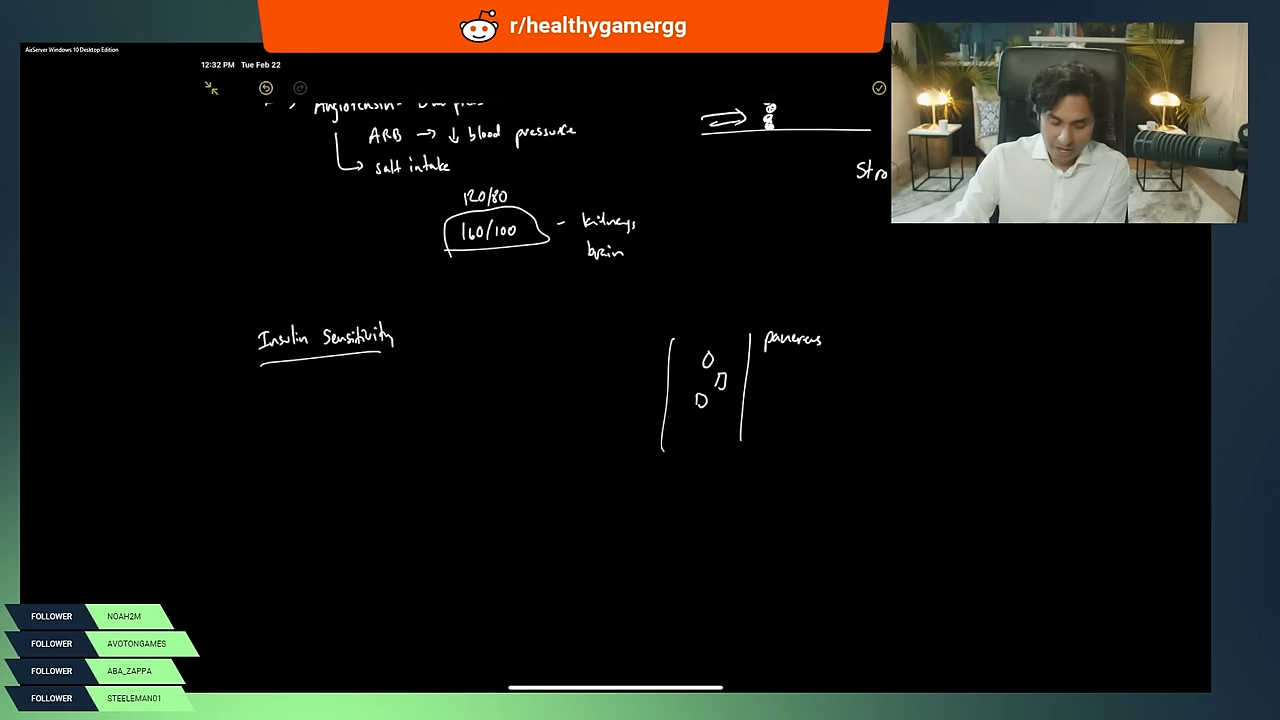 r/healthygamergg
AirServer Windows 10 Desktop Edition
12:32 PM Tue Feb 22
Angiotensin-
ARB → ↓ blood pressure
salt intake
Stro
120/80
160/100 - kidneys
brain
Insulin Sensitivity
pancreas
FOLLOWER NOAH2M
FOLLOWER AVOTONGAMES
FOLLOWER ABA_ZAPPA
FOLLOWER STEELEMAN01